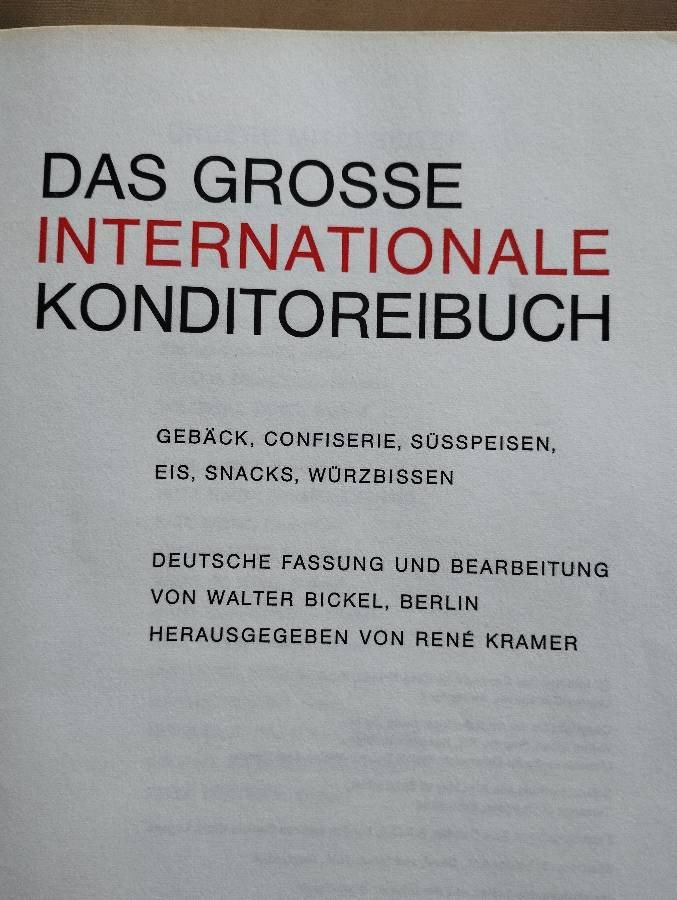 DAS GROSSE
INTERNATIONALE
KONDITOREIBUCH
GEBÄCK, CONFISERIE, SÜSSPEISEN,
EIS, SNACKS, WÜRZBISSEN
DEUTSCHE FASSUNG UND BEARBEITUNG
VON WALTER BICKEL, BERLIN
HERAUSGEGEBEN VON RENÉ KRAMER